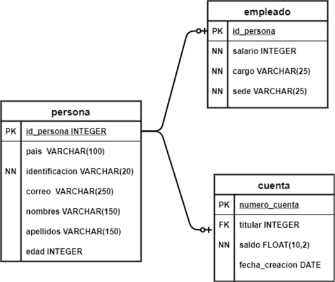 empleado
PK id_persona
NN salario INTEGER
NN cargo VARCHAR(25)
NN sede VARCHAR(25)
persona
PK id_persona INTEGER
pais VARCHAR(100)
NN identificacion VARCHAR(20)
correo VARCHAR(250)
nombres VARCHAR(150)
apellidos VARCHAR(150)
edad INTEGER
cuenta
PK numero_cuenta
FK titular INTEGER
NN saldo FLOAT(10,2)
fecha_creacion DATE